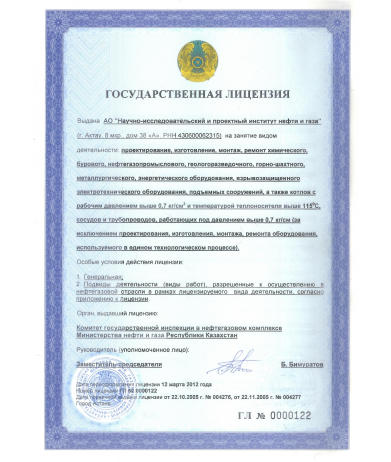 ГОСУДАРСТВЕННАЯ ЛИЦЕНЗИЯ
Выдана АО "Научно-исследовательский и проектный институт нефти и газа"
(г. Актау, 8 мкр., дом 38 «А», РНН 430600062315) на занятие видом
деятельности: проектирование, изготовление, монтаж, ремонт химического,
бурового, нефтегазопромыслового, геологоразведочного, горно-шахтного,
металлургического, энергетического оборудования, взрывозащищенного
электротехнического оборудования, подъемных сооружений, а также котлов с
рабочим давлением выше 0,7 кг/см² и температурой теплоносителя выше 115⁰С,
сосудов и трубопроводов, работающих под давлением выше 0,7 кг/см (за
исключением проектирования, изготовления, монтажа, ремонта оборудования,
используемого в едином технологическом процессе).
Особые условия действия лицензии:
1. Генеральная;
2. Подвиды деятельности (виды работ), разрешенные к осуществлению в
нефтегазовой отрасли в рамках лицензируемого вида деятельности, согласно
приложению к лицензии.
Орган, выдавший лицензию:
Комитет государственной инспекции в нефтегазовом комплексе
Министерства нефти и газа Республики Казахстан
Руководитель (уполномоченное лицо):
Заместитель председателя Б. Бимуратов
Дата переоформления лицензии 12 марта 2012 года
Номер лицензии ГЛ № 0000122
Дата первичной выдачи лицензии от 22.10.2005 г. № 004276, от 22.11.2005 г. № 004277
Город Астана
ГЛ № 0000122